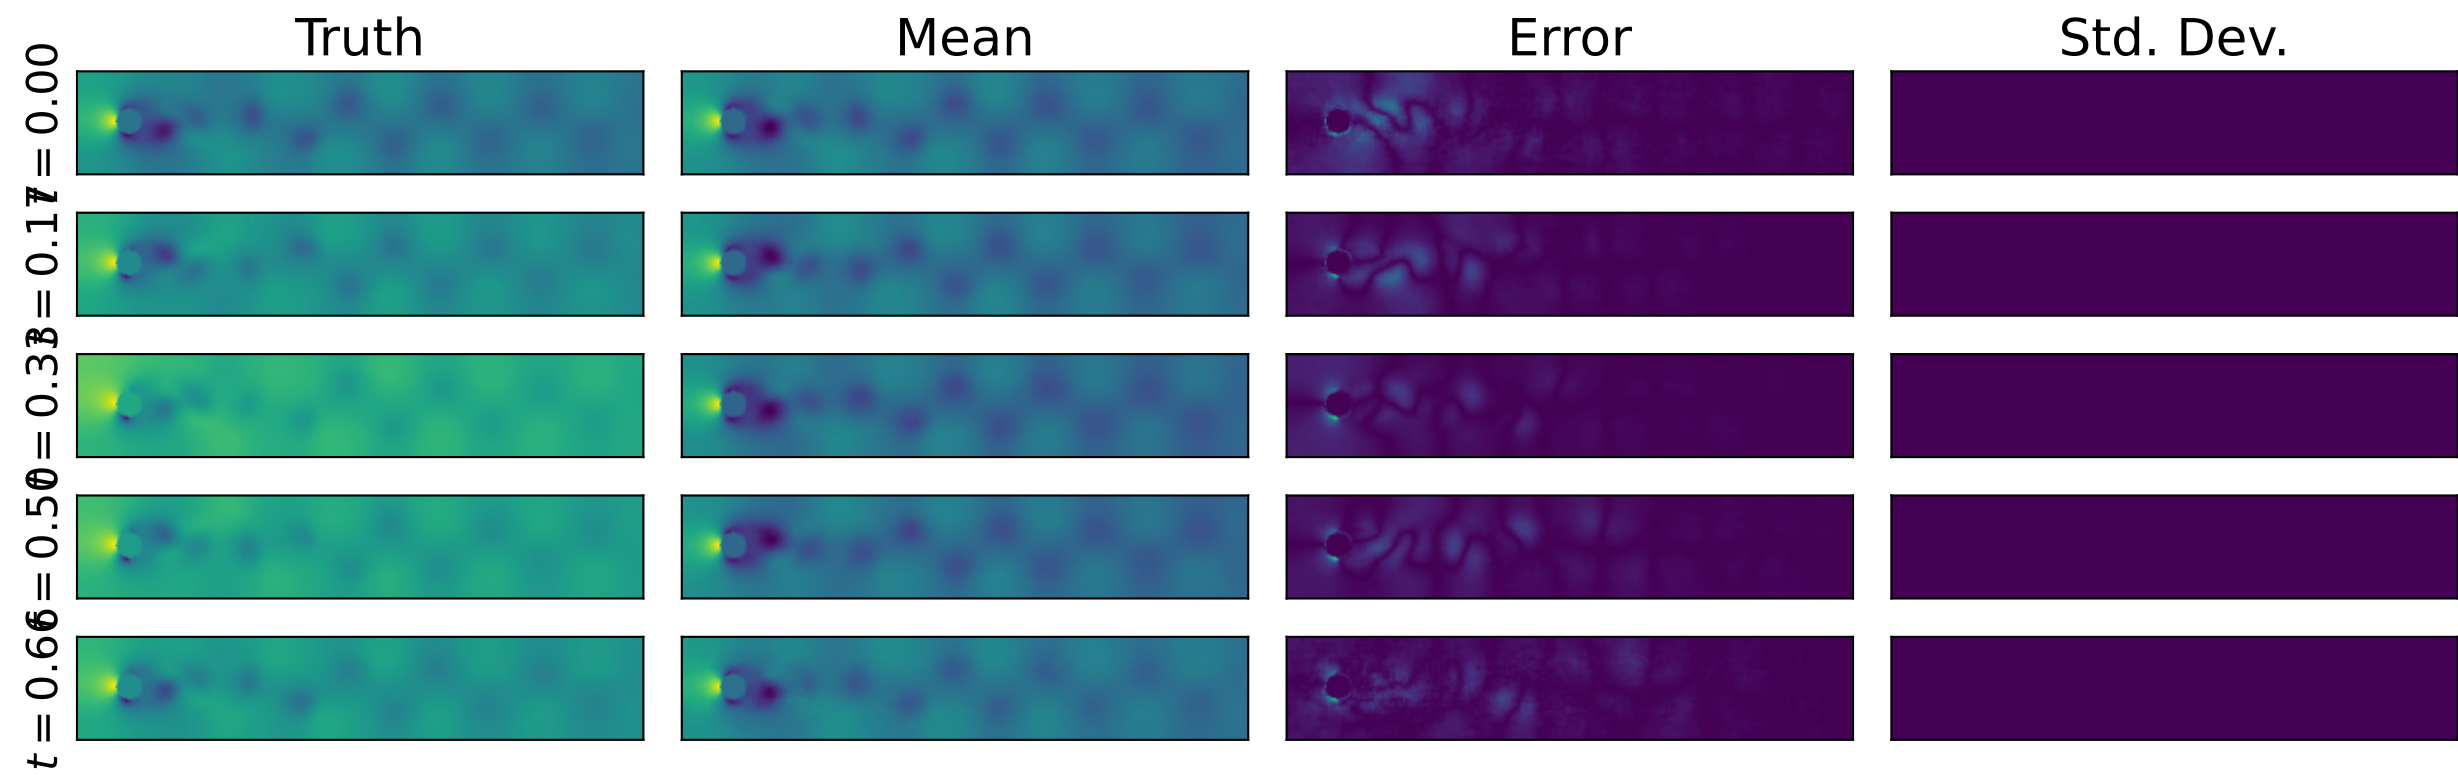 Truth Mean Error Std. Dev.
t = 0.00
t = 0.17
t = 0.33
t = 0.50
t = 0.66